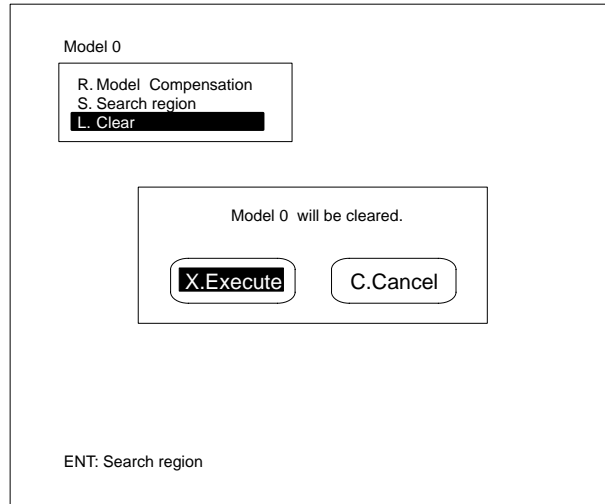 Model 0
R. Model Compensation
S. Search region
L. Clear
Model 0 will be cleared.
X.Execute C.Cancel
ENT: Search region